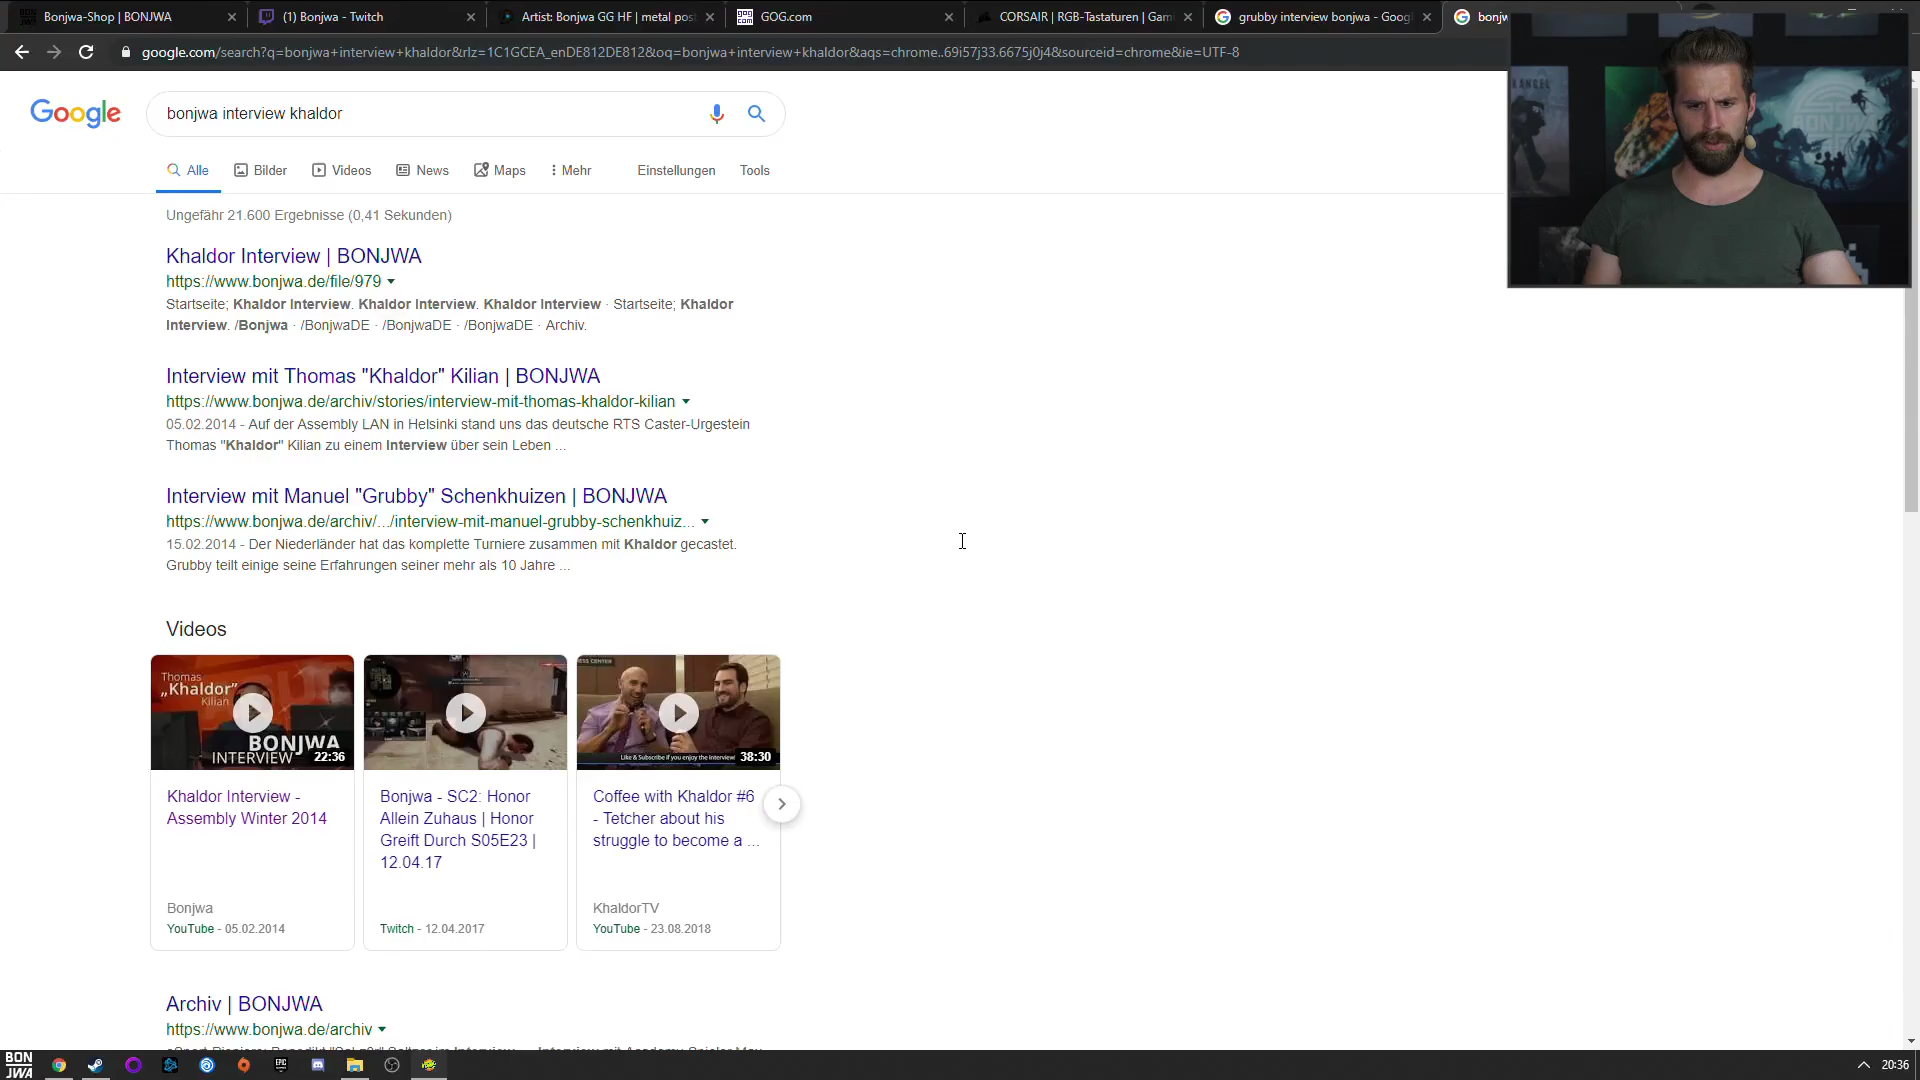 Bonjwa-Shop | BONJWA
(1) Bonjwa - Twitch
Artist: Bonjwa GG HF | metal pos
GOG.com
CORSAIR | RGB-Tastaturen | Gam
grubby interview bonjwa - Goog
bonjw
google.com/search?q=bonjwa+interview+khaldor&rlz=1C1GCEA_enDE812DE812&oq=bonjwa+interview+khaldor&aqs=chrome..69i57j33.6675j0j4&sourceid=chrome&ie=UTF-8
Google
bonjwa interview khaldor
Alle
Bilder
Videos
News
Maps
Mehr
Einstellungen
Tools
Ungefähr 21.600 Ergebnisse (0,41 Sekunden)
Khaldor Interview | BONJWA
https://www.bonjwa.de/file/979
Startseite; Khaldor Interview. Khaldor Interview. Khaldor Interview · Startseite; Khaldor
Interview. /Bonjwa · /BonjwaDE · /BonjwaDE · /BonjwaDE · Archiv.
Interview mit Thomas "Khaldor" Kilian | BONJWA
https://www.bonjwa.de/archiv/stories/interview-mit-thomas-khaldor-kilian
05.02.2014 - Auf der Assembly LAN in Helsinki stand uns das deutsche RTS Caster-Urgestein
Thomas "Khaldor" Kilian zu einem Interview über sein Leben ...
Interview mit Manuel "Grubby" Schenkhuizen | BONJWA
https://www.bonjwa.de/archiv/.../interview-mit-manuel-grubby-schenkhuiz...
15.02.2014 - Der Niederländer hat das komplette Turniere zusammen mit Khaldor gecastet.
Grubby teilt einige seine Erfahrungen seiner mehr als 10 Jahre ...
Videos
Thomas
„Khaldor"
Kilian
BONJWA
INTERVIEW
22:36
Like & Subscribe if you enjoy the interview
38:30
Khaldor Interview -
Assembly Winter 2014
Bonjwa
YouTube - 05.02.2014
Bonjwa - SC2: Honor
Allein Zuhaus | Honor
Greift Durch S05E23 |
12.04.17
Twitch - 12.04.2017
Coffee with Khaldor #6
- Tetcher about his
struggle to become a ...
KhaldorTV
YouTube - 23.08.2018
Archiv | BONJWA
https://www.bonjwa.de/archiv
BON
JWA
EPIC
20:36